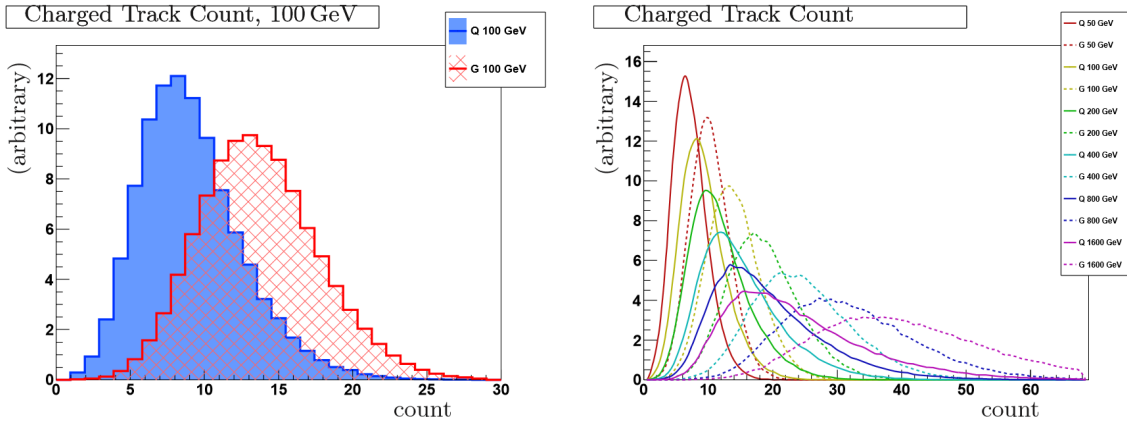 Charged Track Count, 100 GeV
Q 100 GeV
G 100 GeV
(arbitrary)
12
10
8
6
4
2
0
0 5 10 15 20 25 30
count
Charged Track Count
Q 50 GeV
G 50 GeV
Q 100 GeV
G 100 GeV
Q 200 GeV
G 200 GeV
Q 400 GeV
G 400 GeV
Q 800 GeV
G 800 GeV
Q 1600 GeV
G 1600 GeV
(arbitrary)
16
14
12
10
8
6
4
2
0
0 10 20 30 40 50 60
count